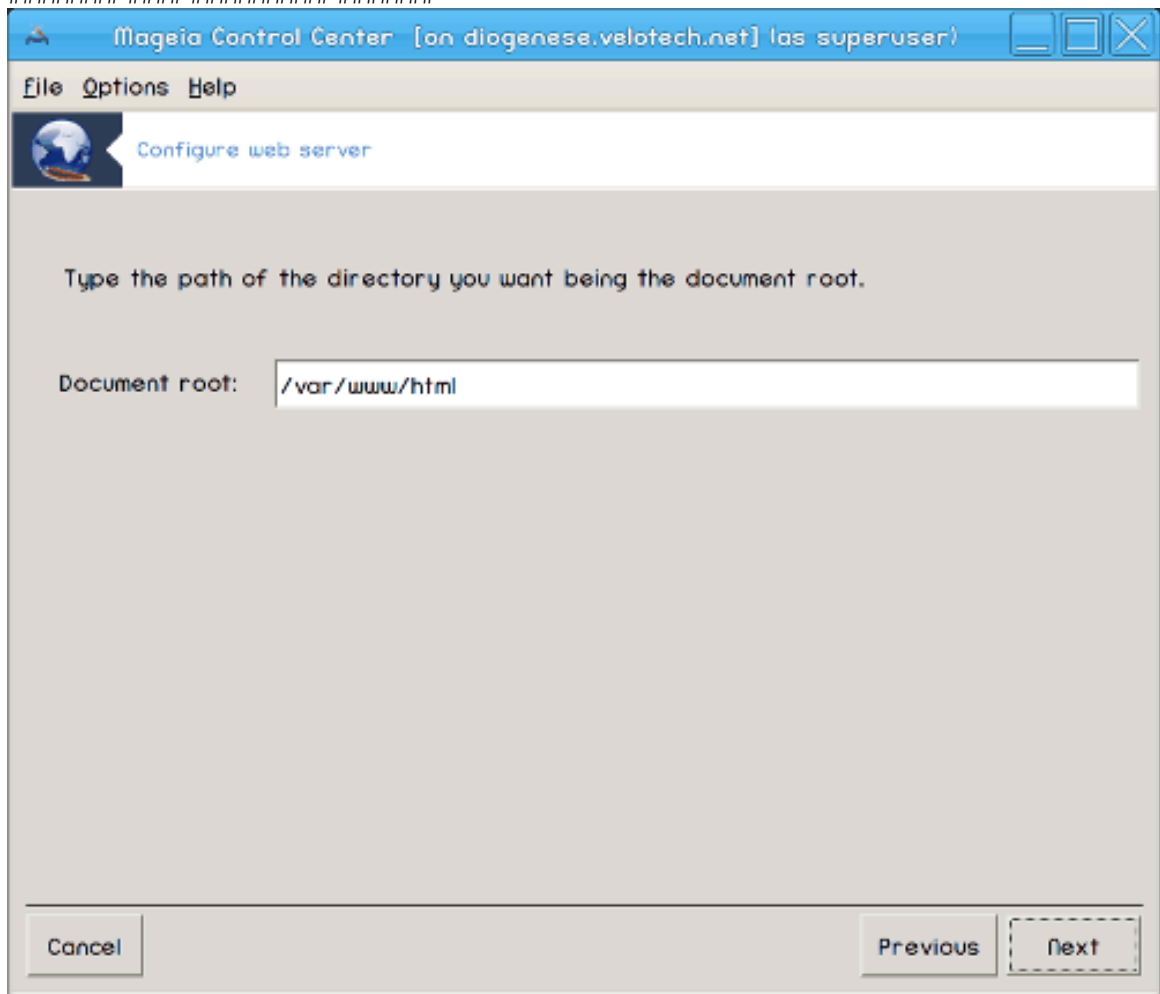 Mageia Control Center [on diogenese.velotech.net] (as superuser)
File Options Help
Configure web server
Type the path of the directory you want being the document root.
Document root: /var/www/html
Cancel Previous Next